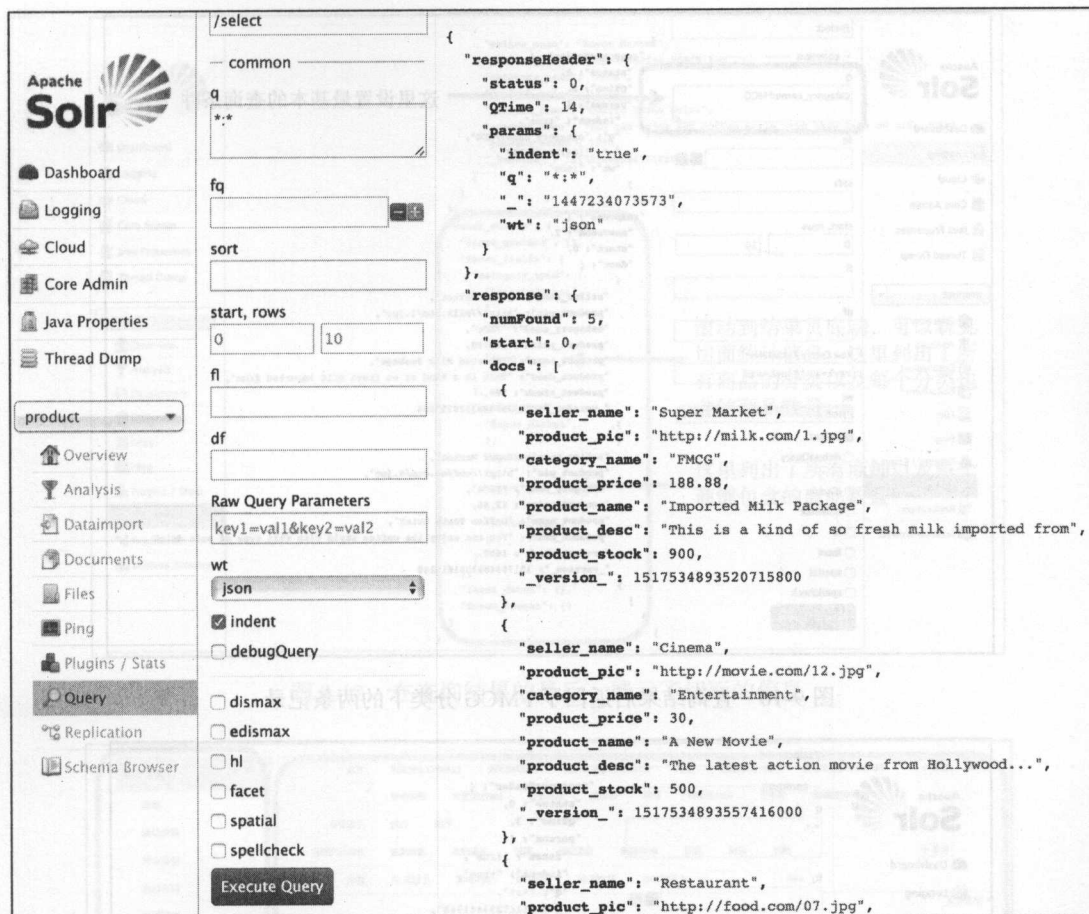 Apache
Solr
Dashboard
Logging
Cloud
Core Admin
Java Properties
Thread Dump
product
Overview
Analysis
Dataimport
Documents
Files
Ping
Plugins / Stats
Query
Replication
Schema Browser
/select
common
q
*:*
fq
sort
start, rows
0
10
fl
df
Raw Query Parameters
key1=val1&key2=val2
wt
json
indent
debugQuery
dismax
edismax
hl
facet
spatial
spellcheck
Execute Query
{
"responseHeader": {
"status": 0,
"QTime": 14,
"params": {
"indent": "true",
"q": "*:*",
"_": "1447234073573",
"wt": "json"
}
},
"response": {
"numFound": 5,
"start": 0,
"docs": [
{
"seller_name": "Super Market",
"product_pic": "http://milk.com/1.jpg",
"category_name": "FMCG",
"product_price": 188.88,
"product_name": "Imported Milk Package",
"product_desc": "This is a kind of so fresh milk imported from",
"product_stock": 900,
"_version_": 1517534893520715800
},
{
"seller_name": "Cinema",
"product_pic": "http://movie.com/12.jpg",
"category_name": "Entertainment",
"product_price": 30,
"product_name": "A New Movie",
"product_desc": "The latest action movie from Hollywood...",
"product_stock": 500,
"_version_": 1517534893557416000
},
{
"seller_name": "Restaurant",
"product_pic": "http://food.com/07.jpg",